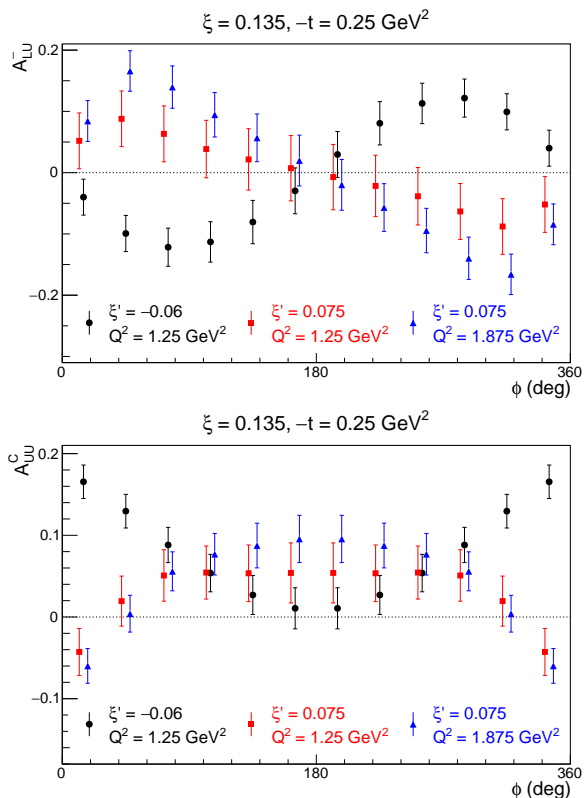 ξ = 0.135, −t = 0.25 GeV²
A⁻_LU
0.2
0
−0.2
ξ' = −0.06
Q² = 1.25 GeV²
ξ' = 0.075
Q² = 1.25 GeV²
ξ' = 0.075
Q² = 1.875 GeV²
0 180 360
ϕ (deg)
ξ = 0.135, −t = 0.25 GeV²
A^C_UU
0.2
0.1
0
−0.1
ξ' = −0.06
Q² = 1.25 GeV²
ξ' = 0.075
Q² = 1.25 GeV²
ξ' = 0.075
Q² = 1.875 GeV²
0 180 360
ϕ (deg)